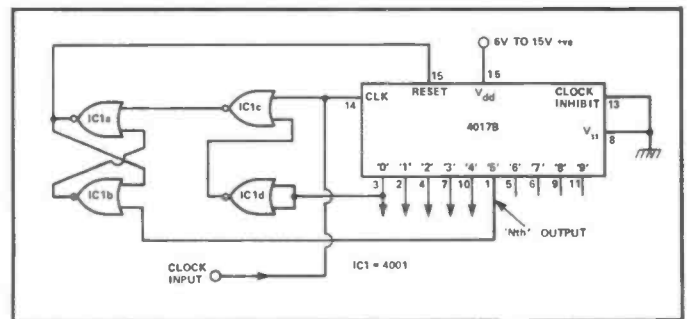 6V TO 15V +ve
15
16
RESET
Vdd
CLOCK
INHIBIT
13
14
CLK
4017B
Vss
8
IC1a
IC1c
IC1b
IC1d
'0' '1' '2' '3' '4' '5' '6' '7' '8' '9'
3 2 4 7 10 1 5 6 9 11
'Nth' OUTPUT
CLOCK
INPUT
IC1 = 4001